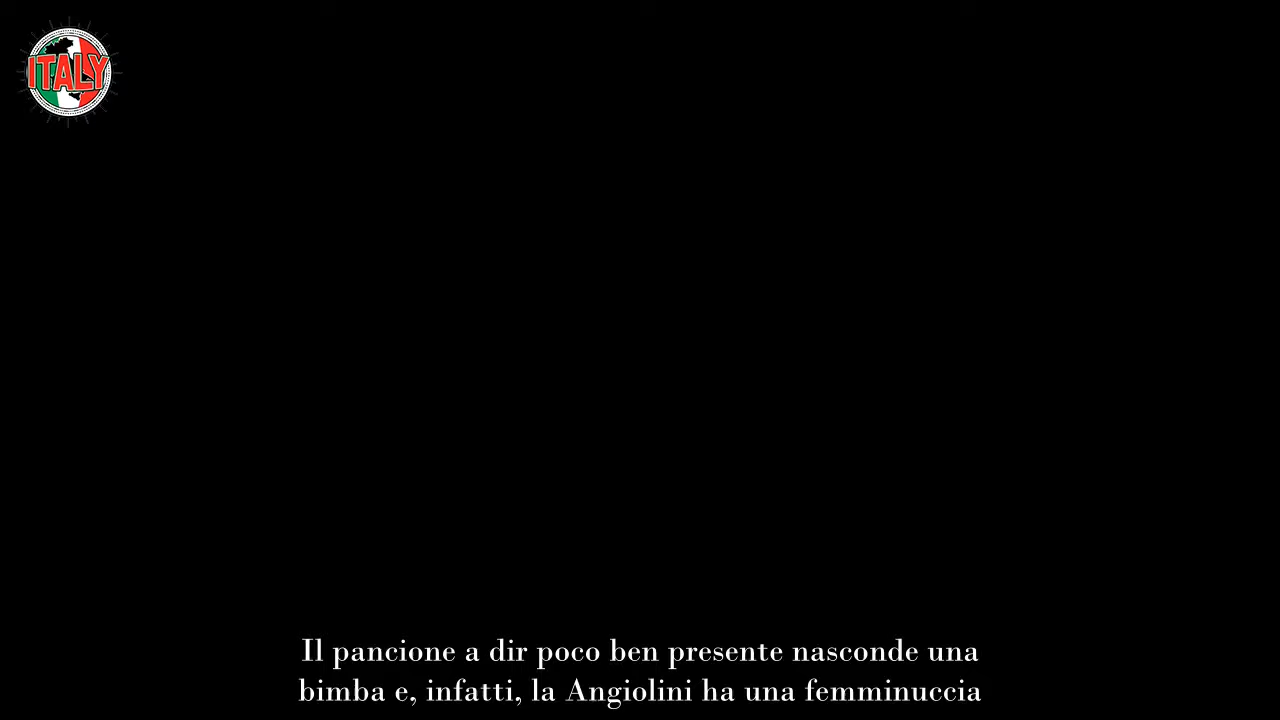 ITALY
Il pancione a dir poco ben presente nasconde una
bimba e, infatti, la Angiolini ha una femminuccia